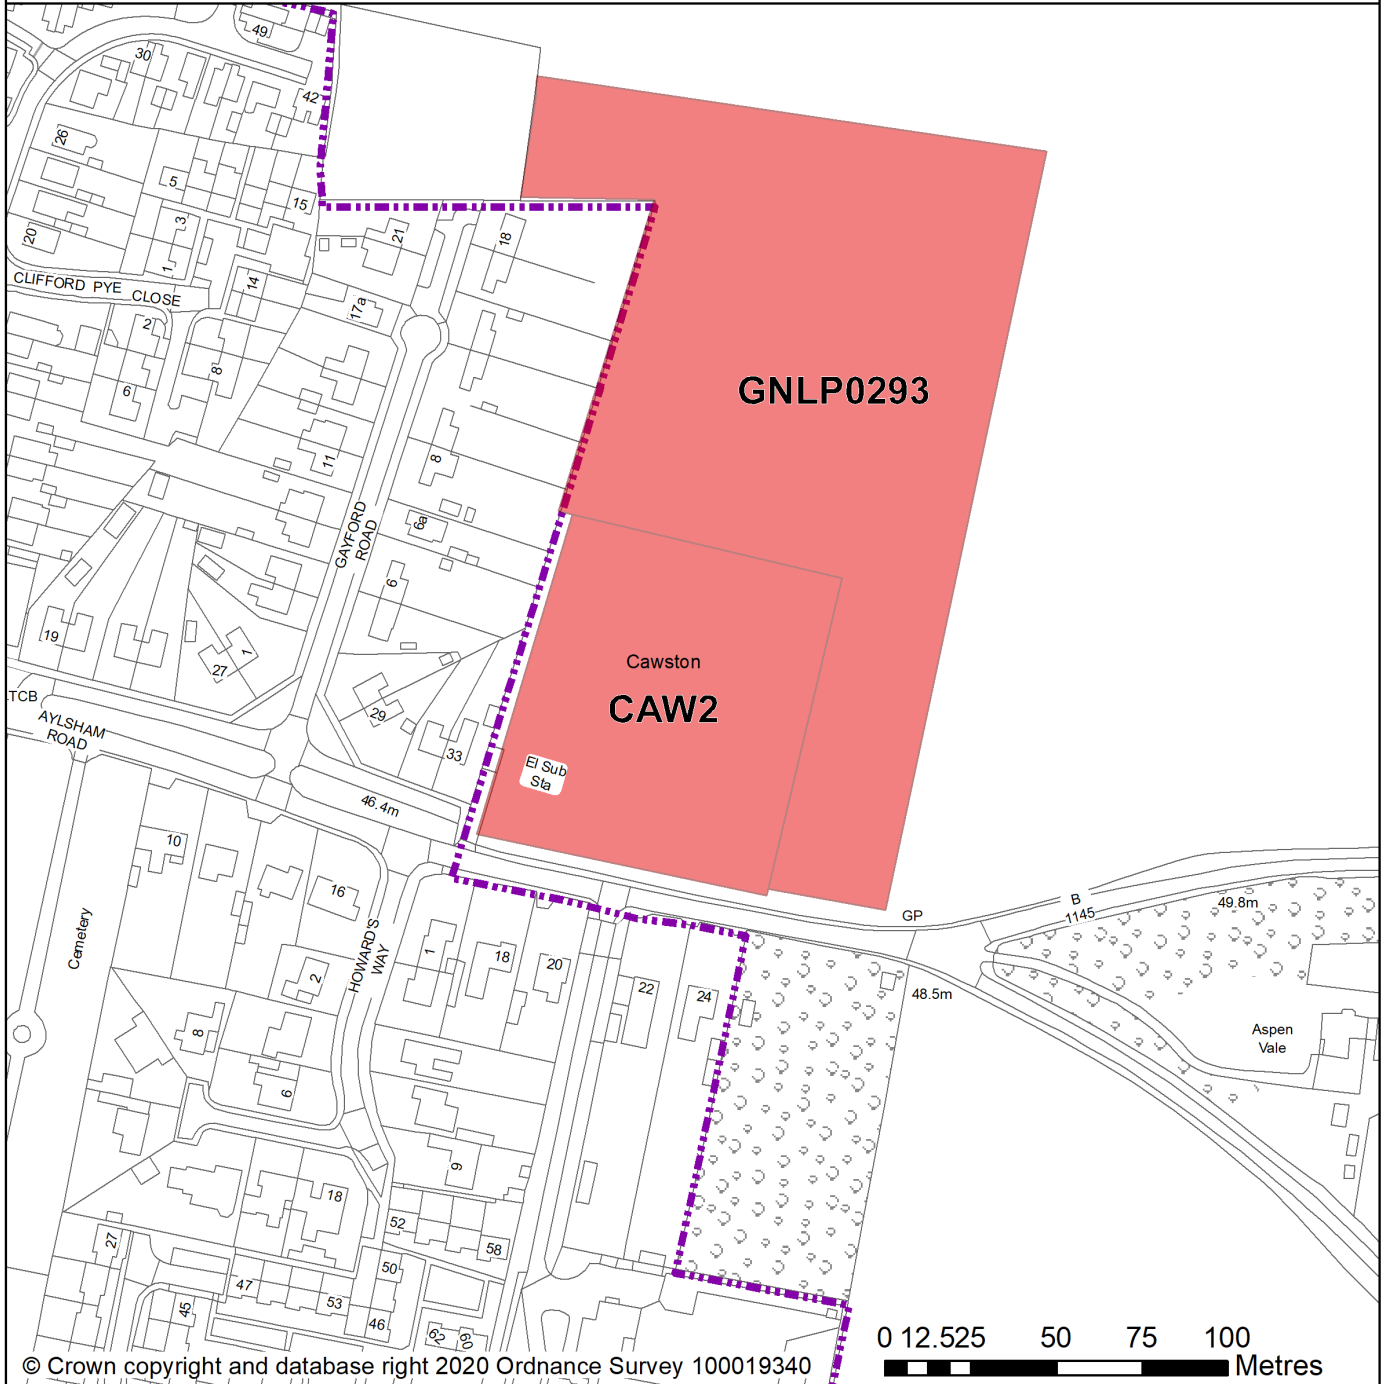 49
30
42
26
5
15
3
20
1
21
18
14
CLIFFORD PYE CLOSE
17a
2
8
6
GNLP0293
11
8
6a
GAYFORD
ROAD
6
19
1
27
Cawston
CAW2
TCB
AYLSHAM
ROAD
29
33
El Sub
Sta
46.4m
10
16
Cemetery
HOWARD'S
WAY
1
18
20
2
22
24
GP
B
1145
49.8m
48.5m
Aspen
Vale
8
6
9
18
52
58
27
50
47
53
45
46
62
60
0 12.525 50 75 100
Metres
© Crown copyright and database right 2020 Ordnance Survey 100019340